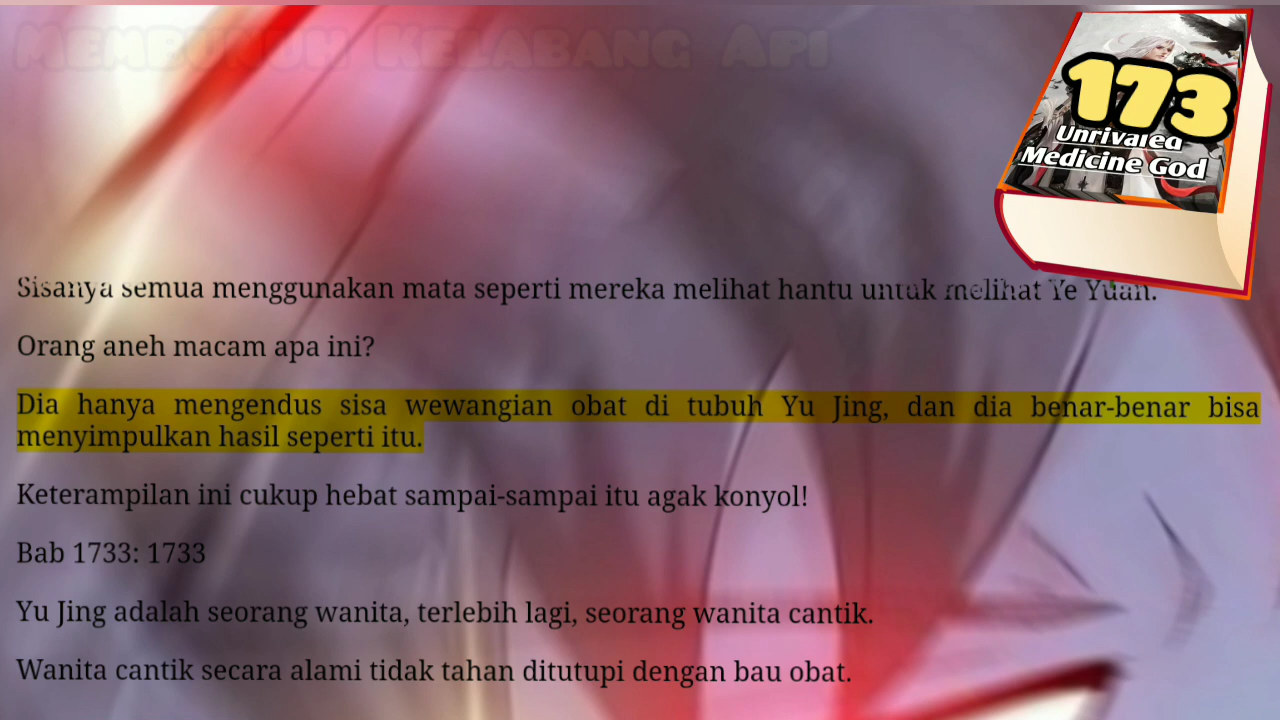 Membunuh Kelabang Api
173
Unrivaled
Medicine God
Sisanya semua menggunakan mata seperti mereka melihat hantu untuk melihat Ye Yuan.
Orang aneh macam apa ini?
Dia hanya mengendus sisa wewangian obat di tubuh Yu Jing, dan dia benar-benar bisa
menyimpulkan hasil seperti itu.
Keterampilan ini cukup hebat sampai-sampai itu agak konyol!
Bab 1733: 1733
Yu Jing adalah seorang wanita, terlebih lagi, seorang wanita cantik.
Wanita cantik secara alami tidak tahan ditutupi dengan bau obat.